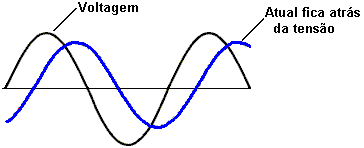 Voltagem
Atual fica atrás
da tensão